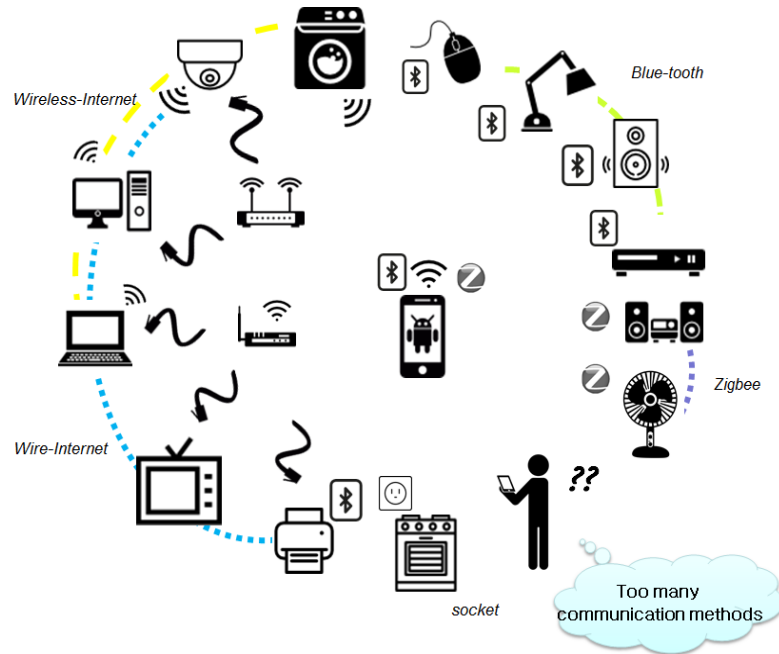 Wireless-Internet
Blue-tooth
Zigbee
Wire-Internet
??
socket
Too many
communication methods